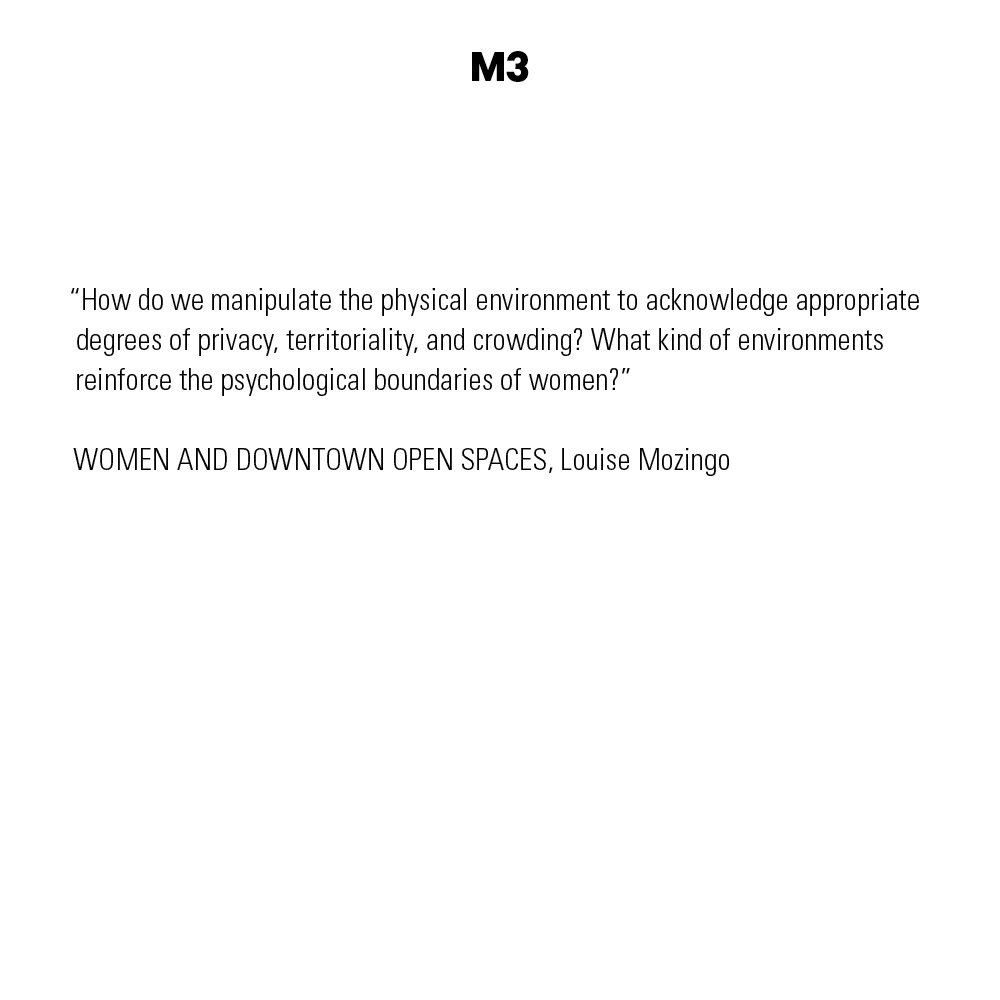 M3
“How do we manipulate the physical environment to acknowledge appropriate
degrees of privacy, territoriality, and crowding? What kind of environments
reinforce the psychological boundaries of women?”
WOMEN AND DOWNTOWN OPEN SPACES, Louise Mozingo